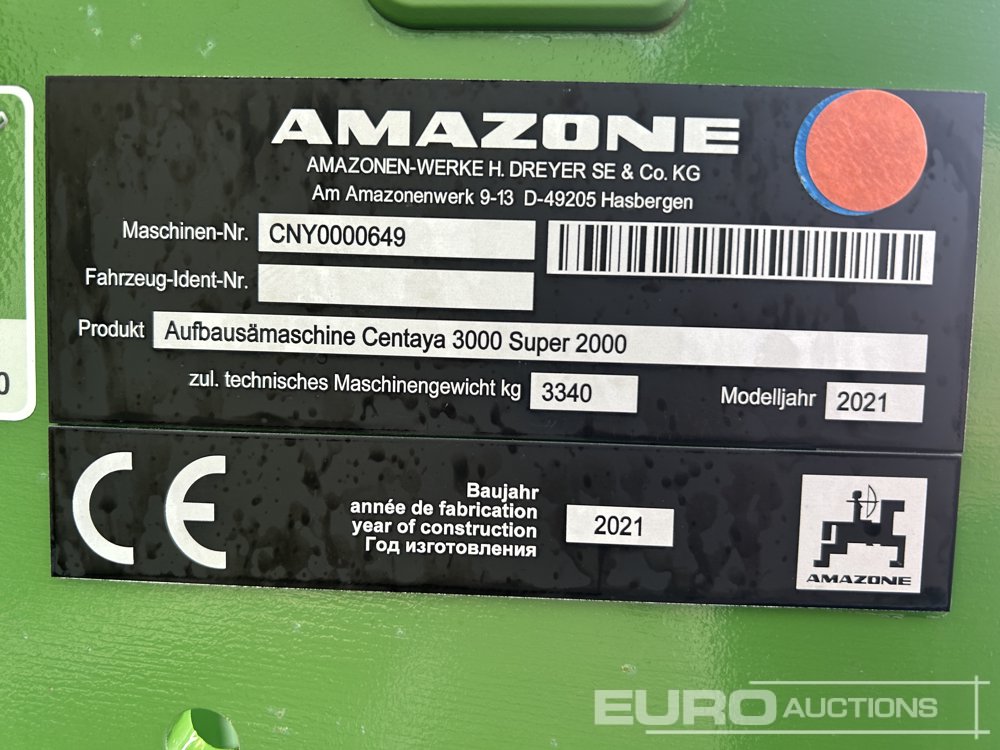 AMAZONE
AMAZONEN-WERKE H. DREYER SE & Co. KG
Am Amazonenwerk 9-13 D-49205 Hasbergen
Maschinen-Nr. CNY0000649
Fahrzeug-Ident-Nr.
Produkt Aufbausämaschine Centaya 3000 Super 2000
zul. technisches Maschinengewicht kg 3340 Modelljahr 2021
0
CE
Baujahr
année de fabrication
year of construction
Год изготовления
2021
AMAZONE
EURO AUCTIONS